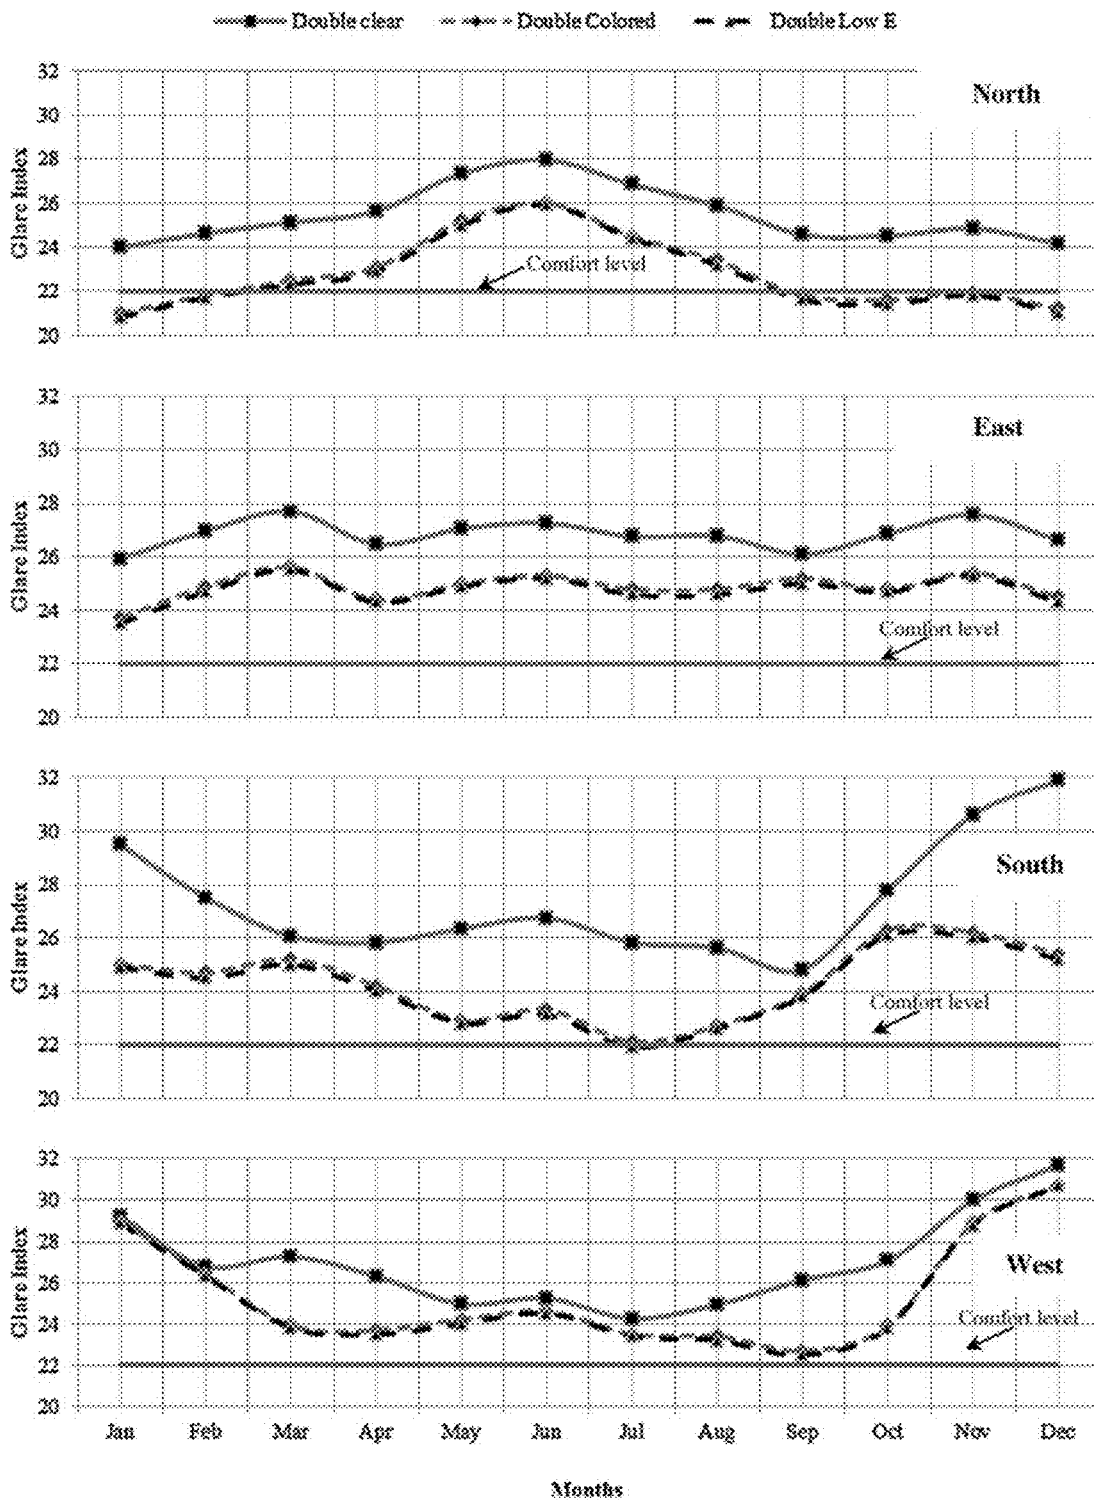 Double clear Double Colored Double Low E
North
Glare Index
32
30
28
26
24
22
20
Comfort level
East
Glare Index
32
30
28
26
24
22
20
Comfort level
South
Glare Index
32
30
28
26
24
22
20
Comfort level
West
Glare Index
32
30
28
26
24
22
20
Comfort level
Jan Feb Mar Apr May Jun Jul Aug Sep Oct Nov Dec
Months